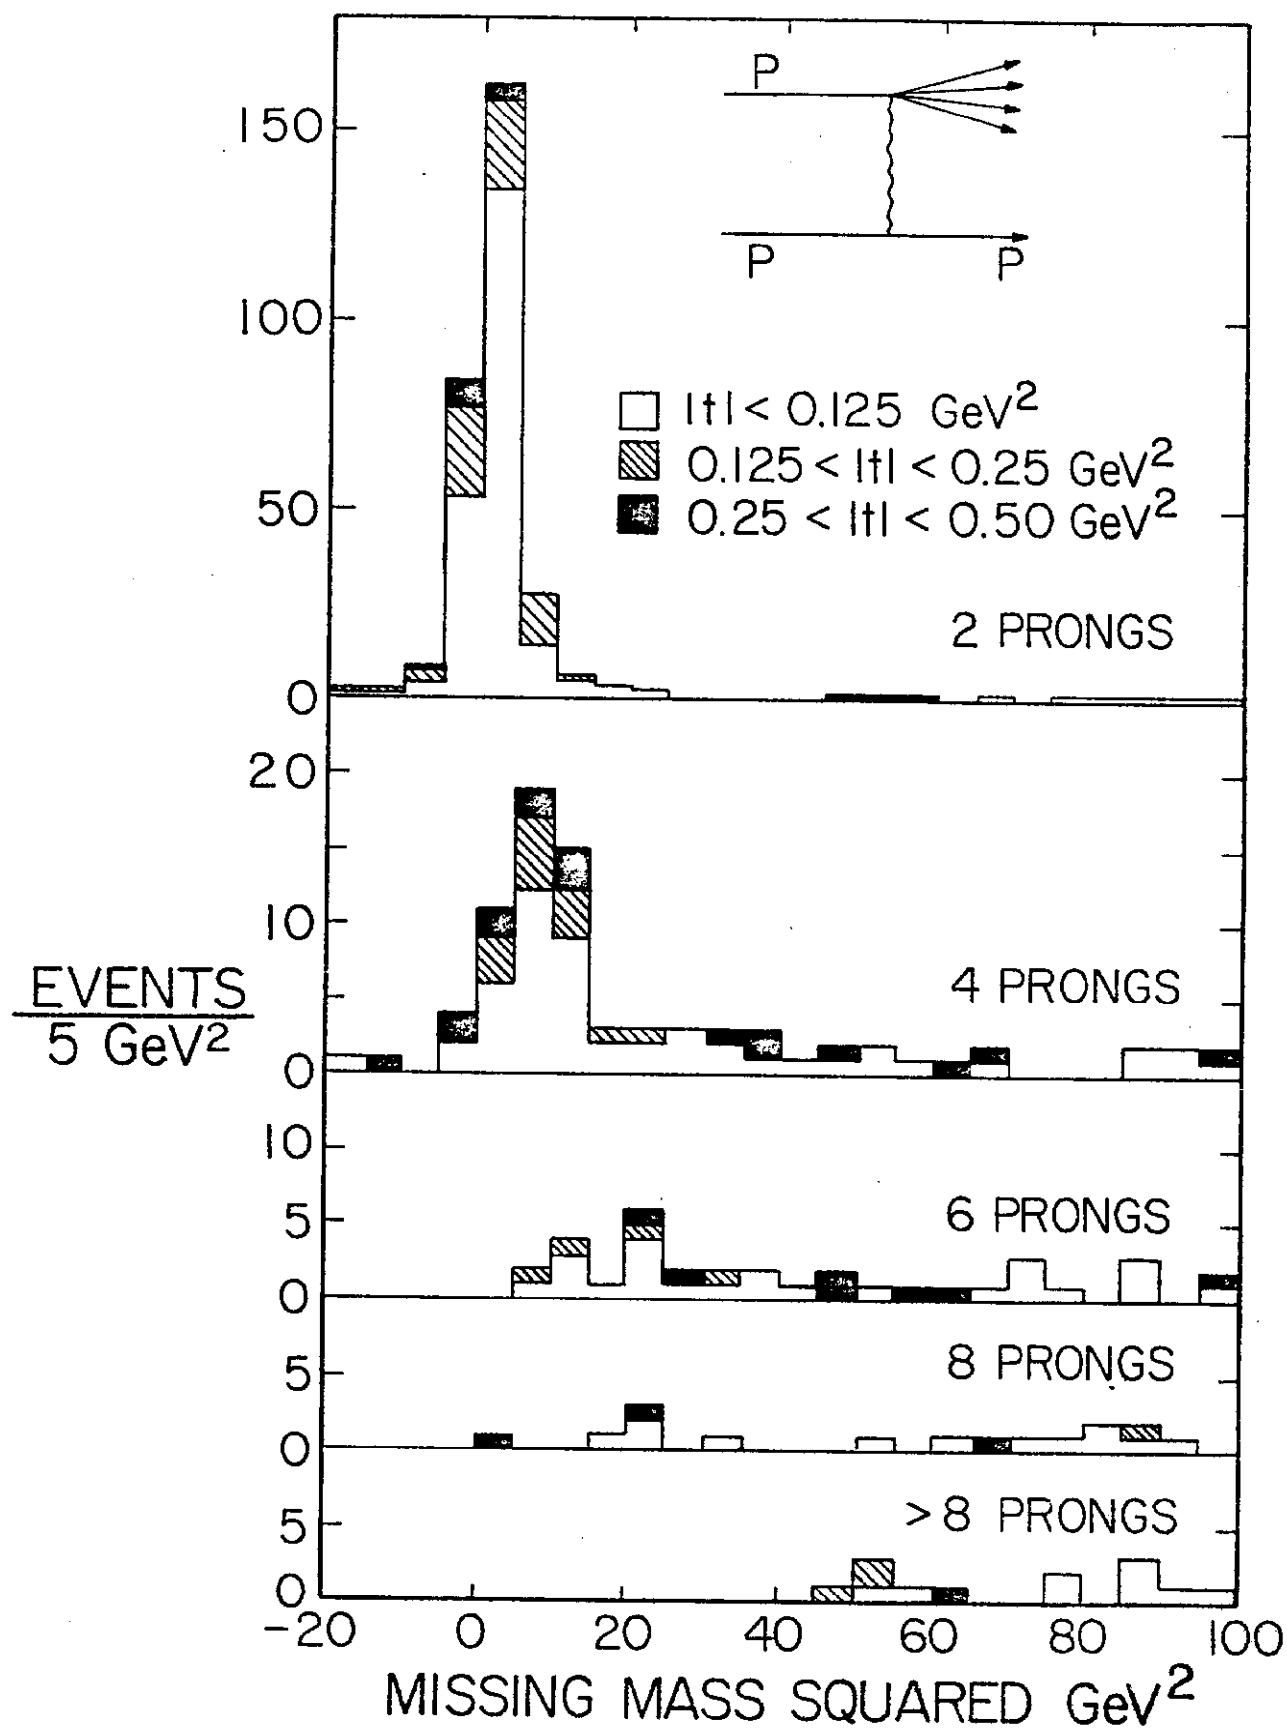 P
P
P
150
100
50
0
|t| < 0.125 GeV²
0.125 < |t| < 0.25 GeV²
0.25 < |t| < 0.50 GeV²
2 PRONGS
20
10
0
4 PRONGS
EVENTS
5 GeV²
10
5
0
6 PRONGS
5
0
8 PRONGS
5
0
>8 PRONGS
-20 0 20 40 60 80 100
MISSING MASS SQUARED GeV²